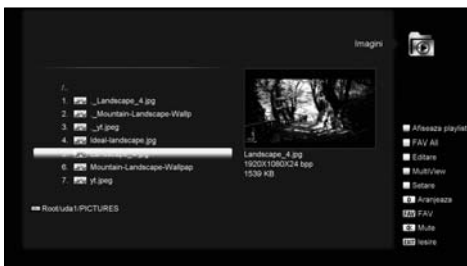 Imagini
/..
1. ._Landscape_4.jpg
2. ._Mountain-Landscape-Wallp
3. ._yt.jpeg
4. Ideal-landscape.jpg
6. Mountain-Landscape-Wallpap
7. yt.jpeg
Landscape_4.jpg
1920X1080X24 bpp
1539 KB
Root/uda1/PICTURES
Afiseaza playlist
FAV All
Editare
MultiView
Setare
Aranjeaza
FAV FAV
Mute
EXIT Iesire